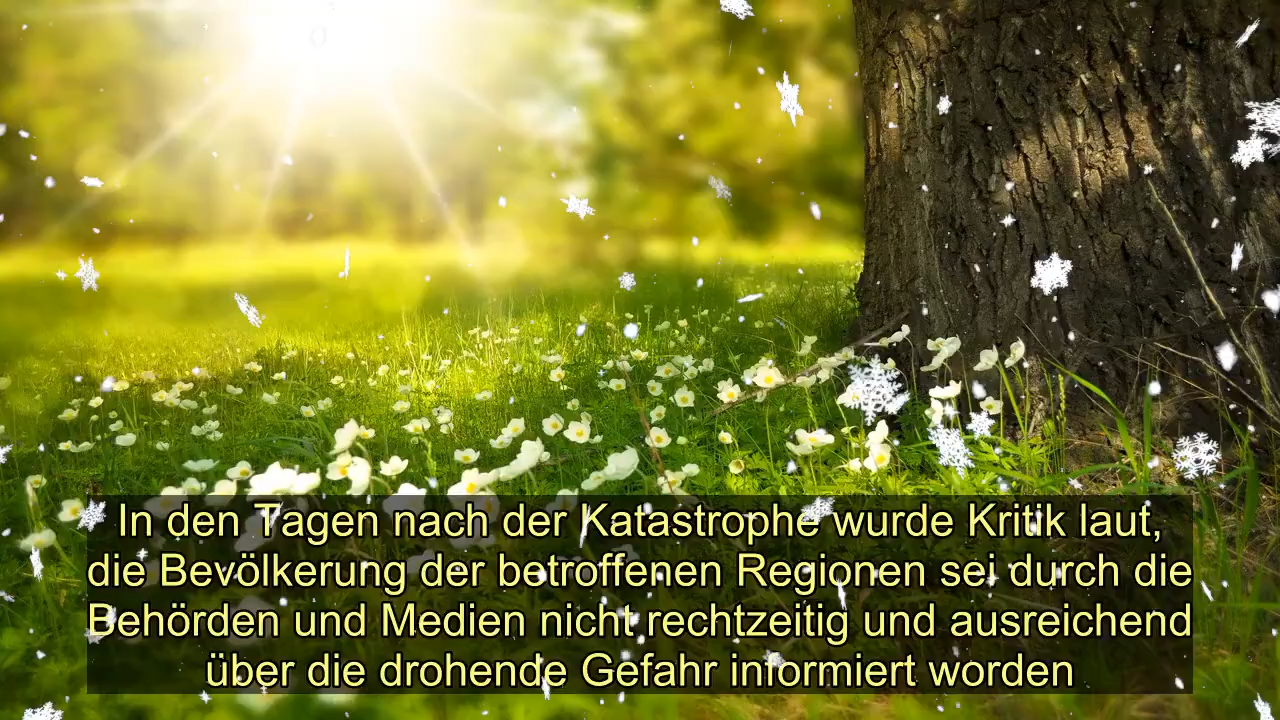 In den Tagen nach der Katastrophe wurde Kritik lauf,
die Bevölkerung der betroffenen Regionen sei durch die
Behörden und Medien nicht rechtzeitig und ausreichend
über die drohende Gefahr informiert worden